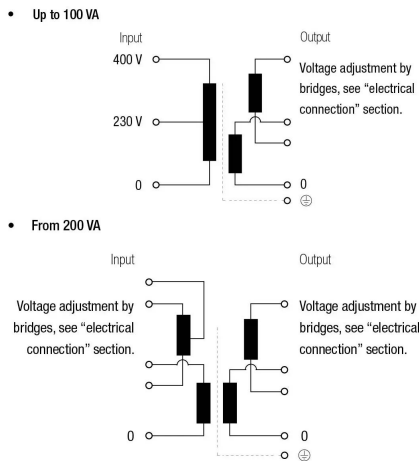 • Up to 100 VA
Input
Output
400 V
Voltage adjustment by
bridges, see “electrical
connection” section.
230 V
0
0
• From 200 VA
Input
Output
Voltage adjustment by
bridges, see “electrical
connection” section.
Voltage adjustment by
bridges, see “electrical
connection” section.
0
0